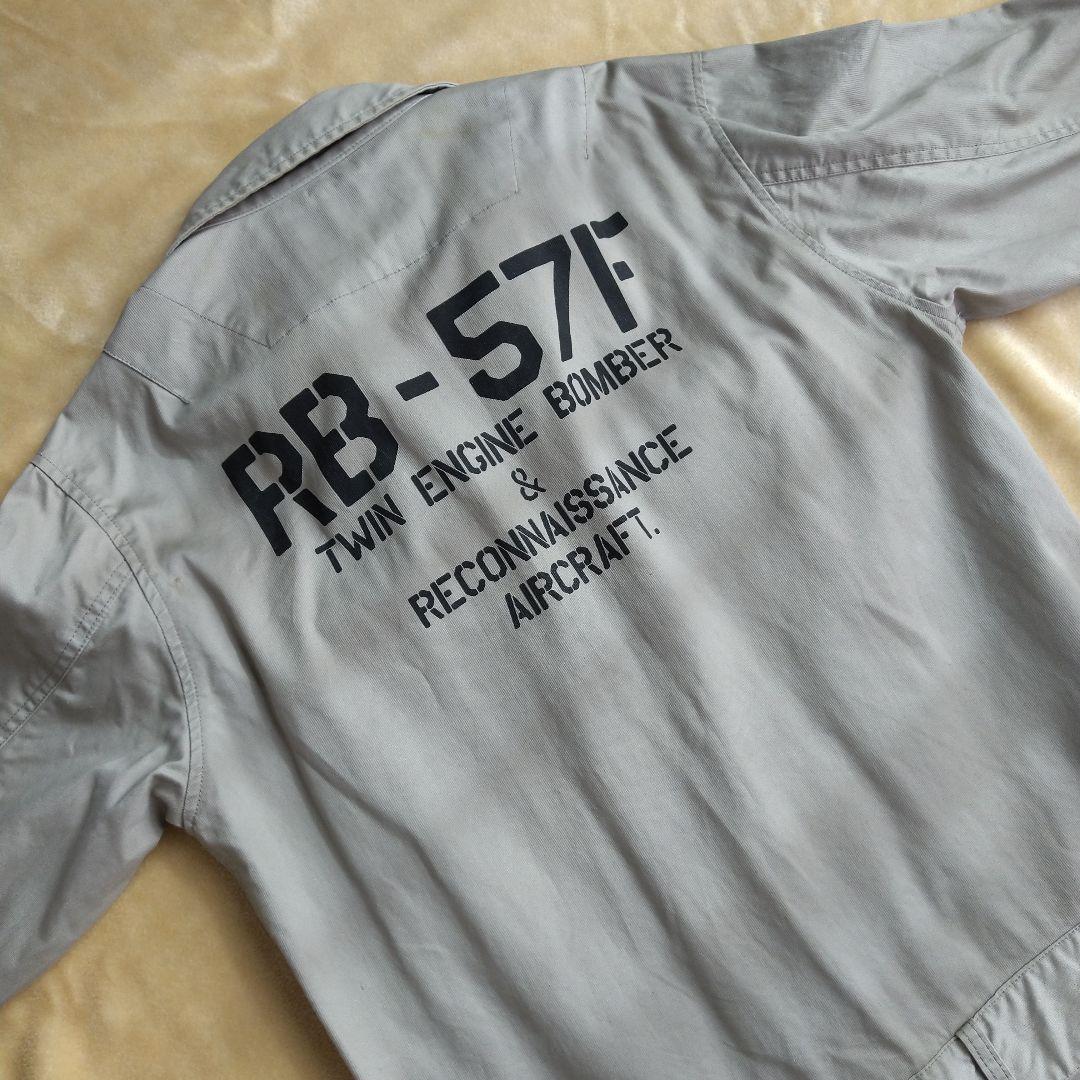 RB-57F
TWIN ENGINE BOMBER
&
RECONNAISSANCE
AIRCRAFT.